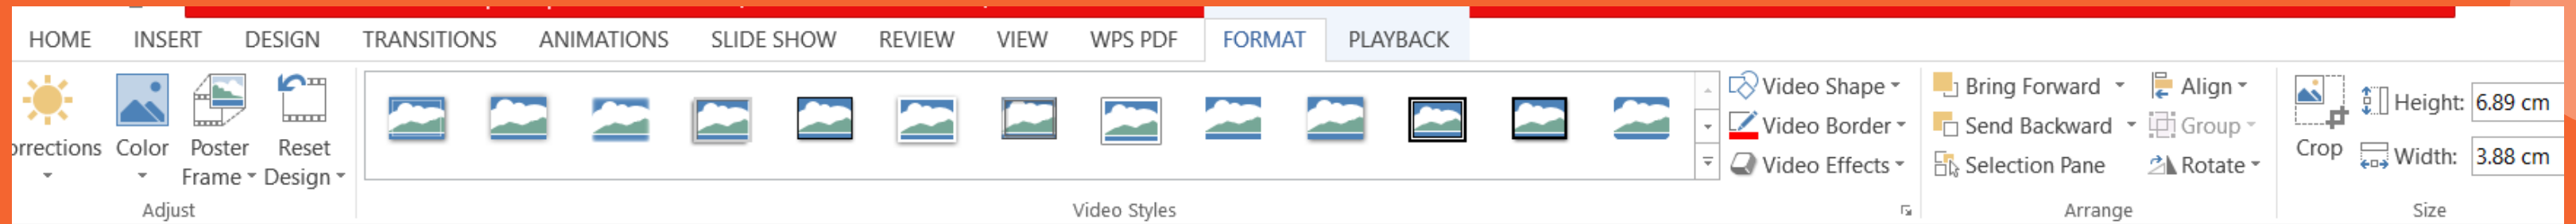 HOME INSERT DESIGN TRANSITIONS ANIMATIONS SLIDE SHOW REVIEW VIEW WPS PDF FORMAT PLAYBACK
Color
Poster
Frame
Reset
Design
Adjust
Video Styles
Video Shape
Video Border
Video Effects
Bring Forward
Send Backward
Selection Pane
Align
Group
Rotate
Arrange
Crop
Height: 6.89 cm
Width: 3.88 cm
Size